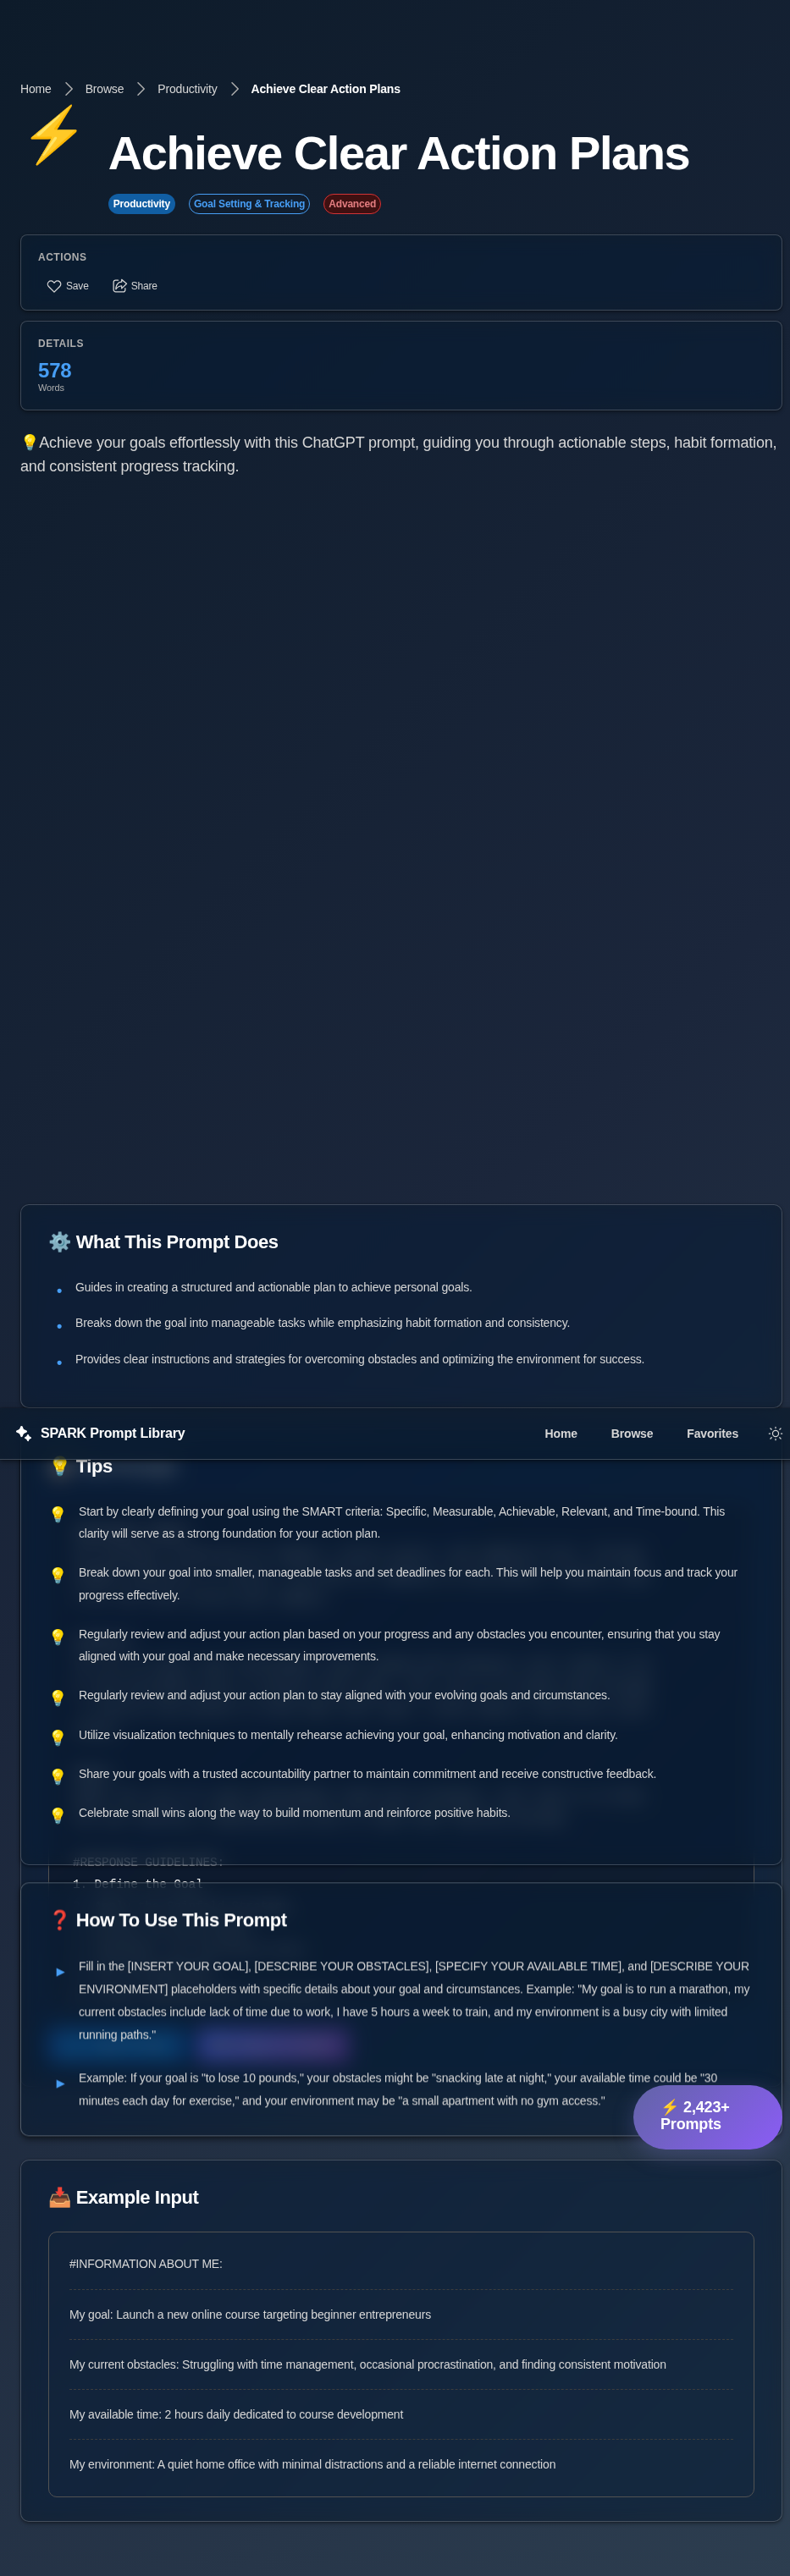 Home
Browse
Productivity
Achieve Clear Action Plans
Achieve Clear Action Plans
Productivity
Goal Setting & Tracking
Advanced
ACTIONS
Save
Share
DETAILS
578
Words
💡Achieve your goals effortlessly with this ChatGPT prompt, guiding you through actionable steps, habit formation,
and consistent progress tracking.
What This Prompt Does
Guides in creating a structured and actionable plan to achieve personal goals.
Breaks down the goal into manageable tasks while emphasizing habit formation and consistency.
Provides clear instructions and strategies for overcoming obstacles and optimizing the environment for success.
SPARK Prompt Library
Home
Browse
Favorites
Tips
Start by clearly defining your goal using the SMART criteria: Specific, Measurable, Achievable, Relevant, and Time-bound. This
clarity will serve as a strong foundation for your action plan.
Break down your goal into smaller, manageable tasks and set deadlines for each. This will help you maintain focus and track your
progress effectively.
Regularly review and adjust your action plan based on your progress and any obstacles you encounter, ensuring that you stay
aligned with your goal and make necessary improvements.
Regularly review and adjust your action plan to stay aligned with your evolving goals and circumstances.
Utilize visualization techniques to mentally rehearse achieving your goal, enhancing motivation and clarity.
Share your goals with a trusted accountability partner to maintain commitment and receive constructive feedback.
Celebrate small wins along the way to build momentum and reinforce positive habits.
#RESPONSE GUIDELINES:
1. Define the Goal
❓ How To Use This Prompt
Fill in the [INSERT YOUR GOAL], [DESCRIBE YOUR OBSTACLES], [SPECIFY YOUR AVAILABLE TIME], and [DESCRIBE YOUR
ENVIRONMENT] placeholders with specific details about your goal and circumstances. Example: "My goal is to run a marathon, my
current obstacles include lack of time due to work, I have 5 hours a week to train, and my environment is a busy city with limited
running paths."
Example: If your goal is "to lose 10 pounds," your obstacles might be "snacking late at night," your available time could be "30
minutes each day for exercise," and your environment may be "a small apartment with no gym access."
⚡ 2,423+
Prompts
Example Input
#INFORMATION ABOUT ME:
My goal: Launch a new online course targeting beginner entrepreneurs
My current obstacles: Struggling with time management, occasional procrastination, and finding consistent motivation
My available time: 2 hours daily dedicated to course development
My environment: A quiet home office with minimal distractions and a reliable internet connection